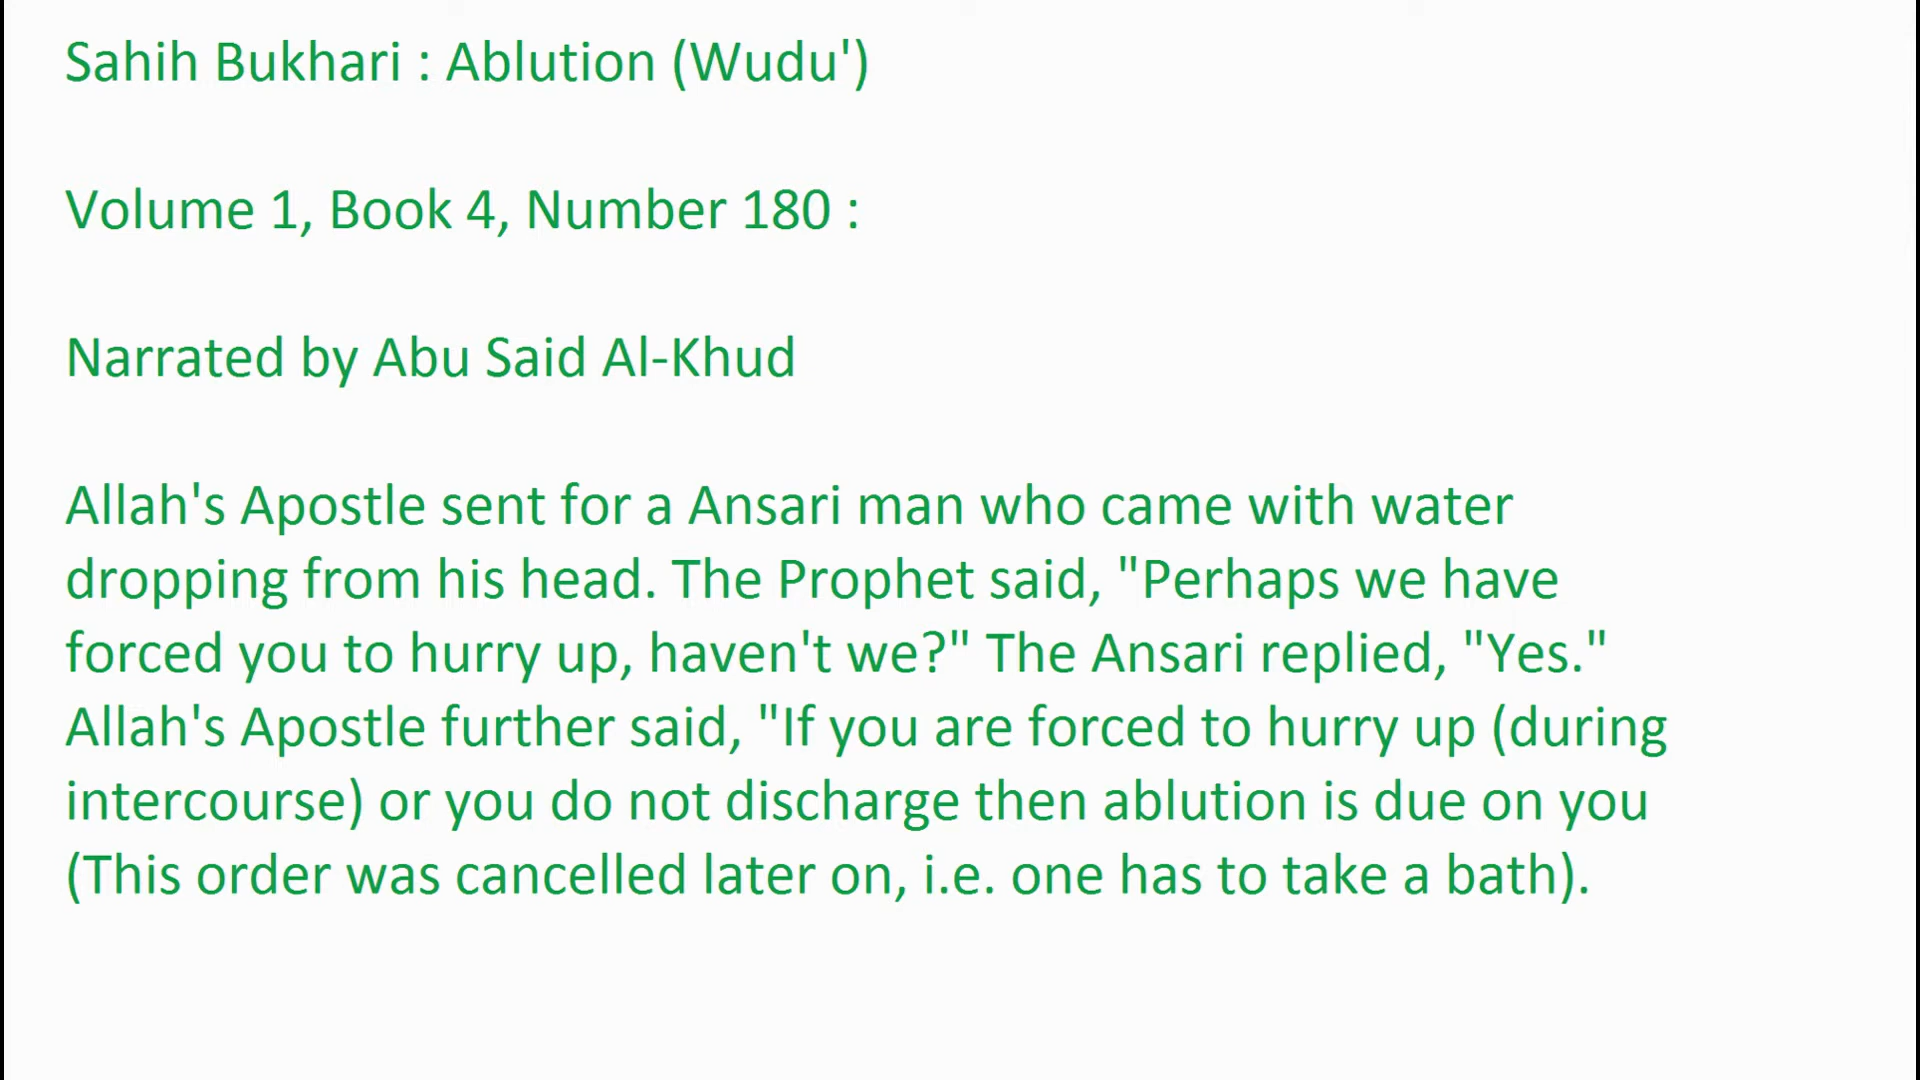 Sahih Bukhari : Ablution (Wudu')
Volume 1, Book 4, Number 180 :
Narrated by Abu Said Al-Khud
Allah's Apostle sent for a Ansari man who came with water
dropping from his head. The Prophet said, "Perhaps we have
forced you to hurry up, haven't we?" The Ansari replied, "Yes."
Allah's Apostle further said, "If you are forced to hurry up (during
intercourse) or you do not discharge then ablution is due on you
(This order was cancelled later on, i.e. one has to take a bath).